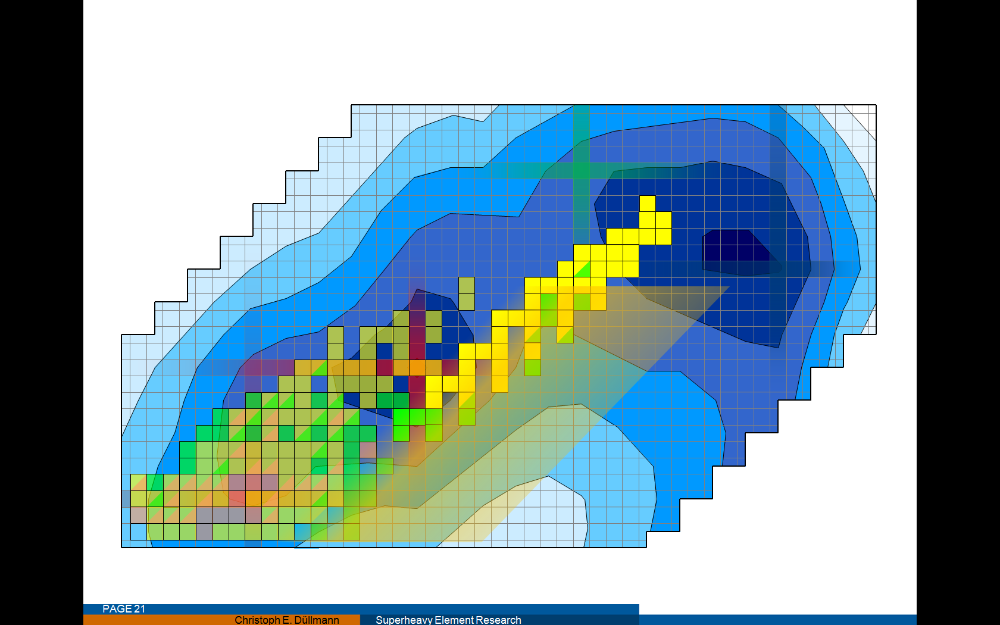 PAGE 21
Christoph E. Düllmann
Superheavy Element Research